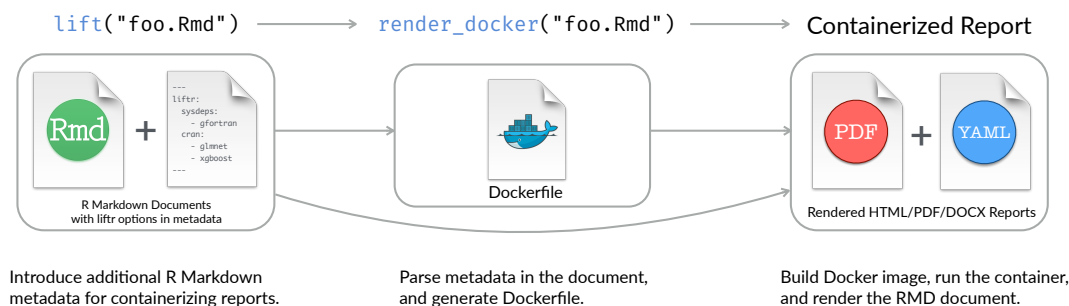 lift("foo.Rmd")
render_docker("foo.Rmd")
Containerized Report
Rmd
---
liftr:
  sysdeps:
    - gfortran
  cran:
    - glmnet
    - xgboost
---
R Markdown Documents
with liftr options in metadata
Dockerfile
PDF
YAML
Rendered HTML/PDF/DOCX Reports
Introduce additional R Markdown
metadata for containerizing reports.
Parse metadata in the document,
and generate Dockerfile.
Build Docker image, run the container,
and render the RMD document.